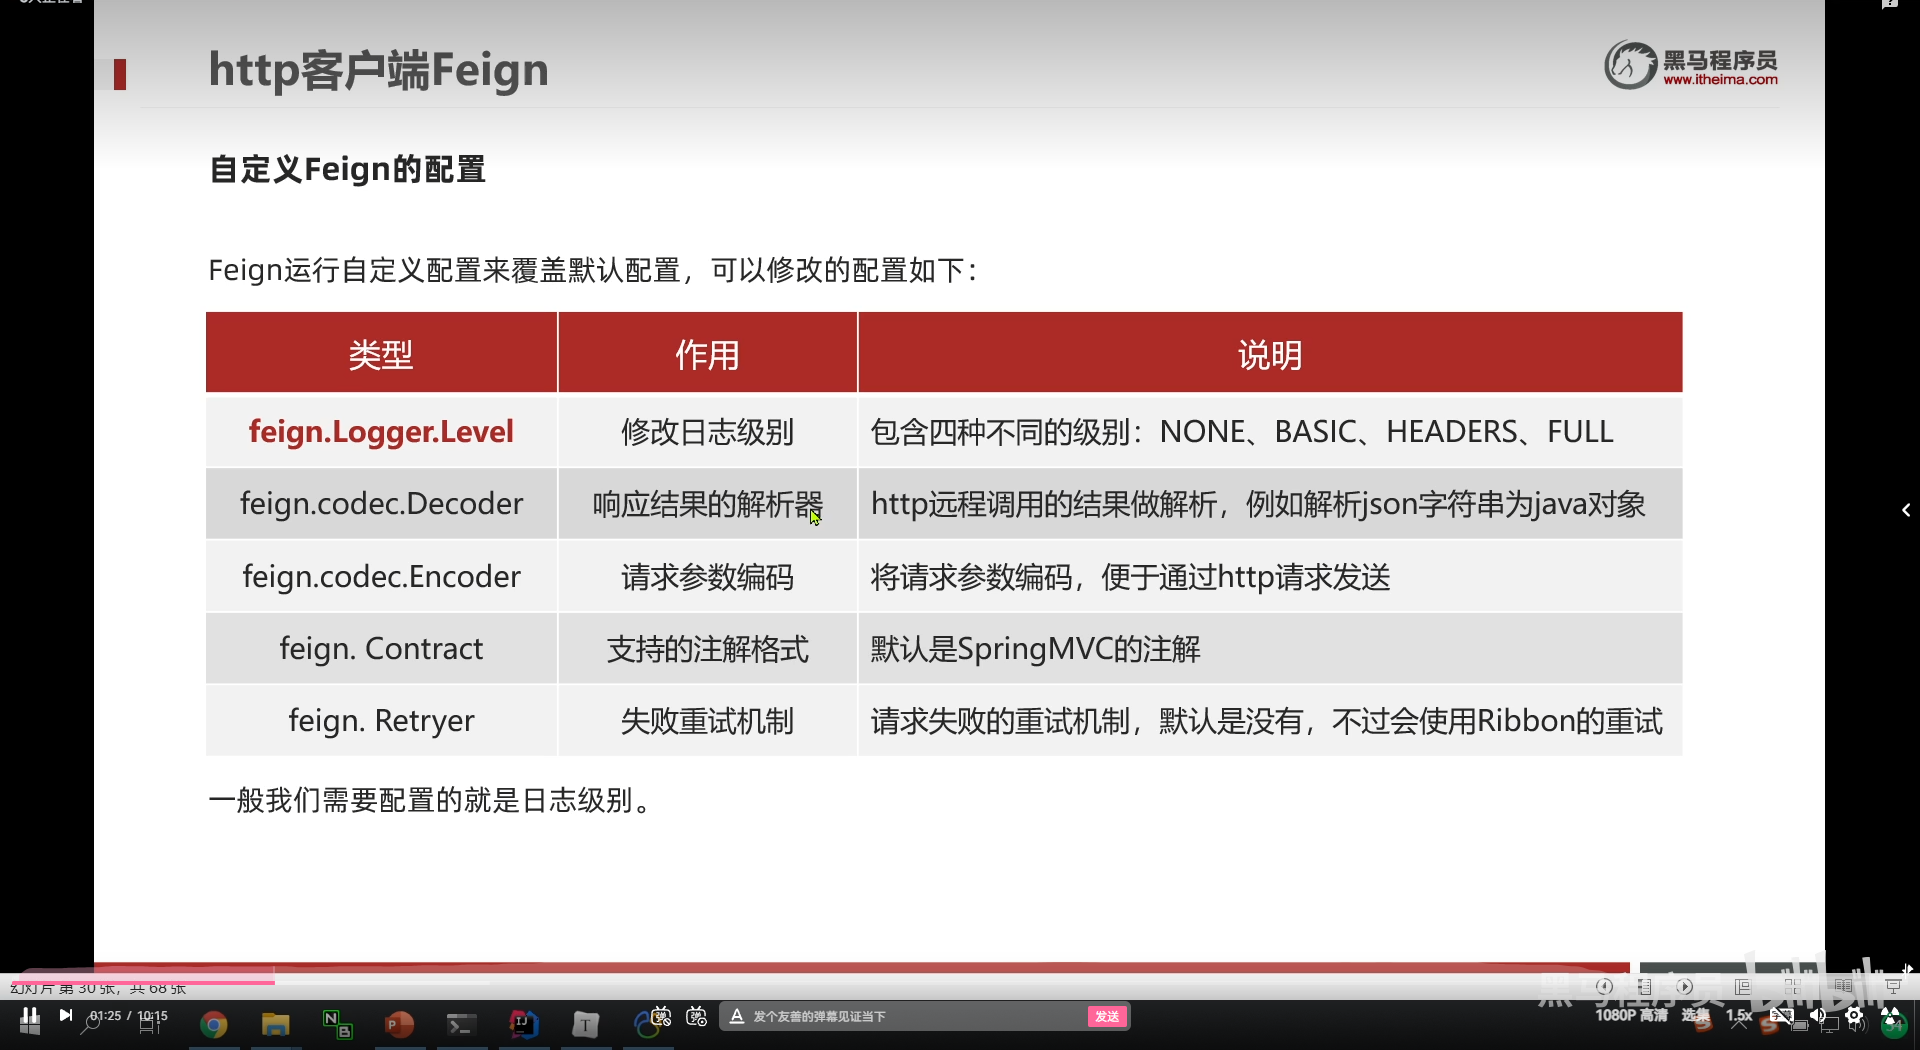 http客户端Feign
黑马程序员
www.itheima.com
自定义Feign的配置
Feign运行自定义配置来覆盖默认配置，可以修改的配置如下：
类型 作用 说明
feign.Logger.Level 修改日志级别 包含四种不同的级别：NONE、BASIC、HEADERS、FULL
feign.codec.Decoder 响应结果的解析器 http远程调用的结果做解析，例如解析json字符串为java对象
feign.codec.Encoder 请求参数编码 将请求参数编码，便于通过http请求发送
feign. Contract 支持的注解格式 默认是SpringMVC的注解
feign. Retryer 失败重试机制 请求失败的重试机制，默认是没有，不过会使用Ribbon的重试
一般我们需要配置的就是日志级别。
幻灯片 第 30 张，共 68 张
黑马程序员 bilibili
01:25 / 10:15
发个友善的弹幕见证当下
发送
1080P 高清 选集 1.5x